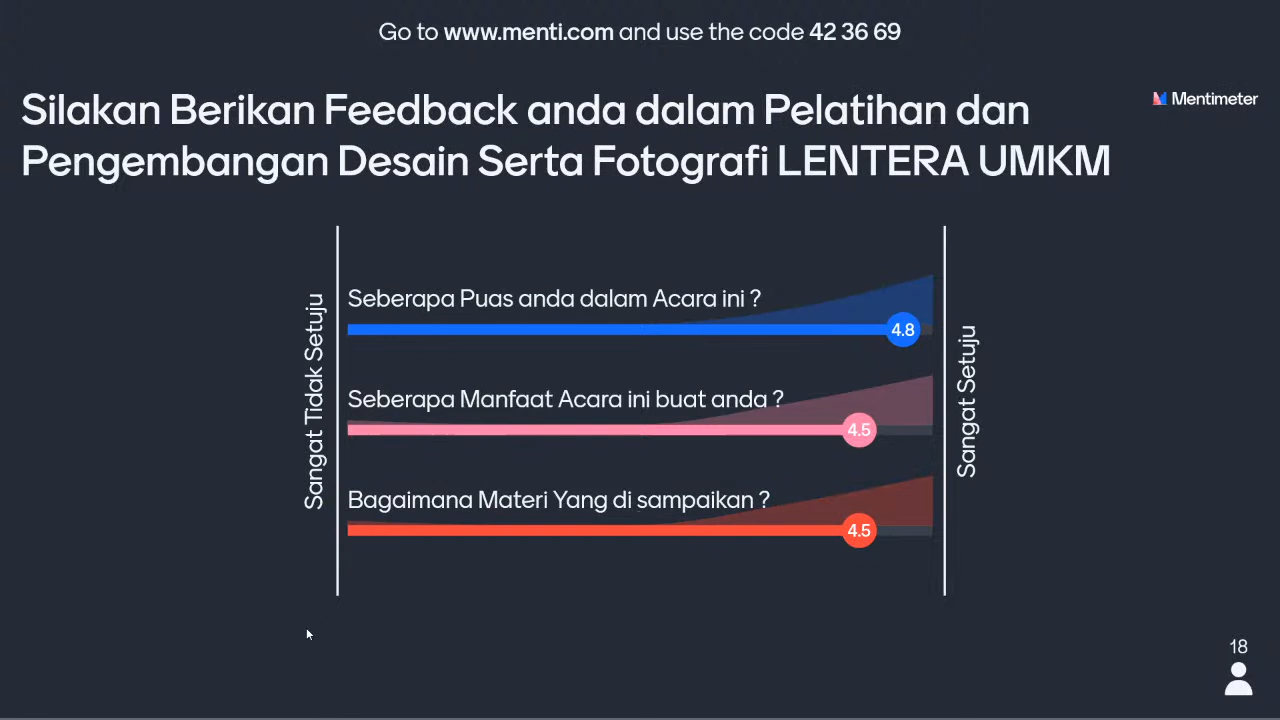 Go to www.menti.com and use the code 42 36 69
Silakan Berikan Feedback anda dalam Pelatihan dan
Pengembangan Desain Serta Fotografi LENTERA UMKM
Mentimeter
Sangat Tidak Setuju
Seberapa Puas anda dalam Acara ini ?
4.8
Seberapa Manfaat Acara ini buat anda ?
4.5
Bagaimana Materi Yang di sampaikan ?
4.5
Sangat Setuju
18